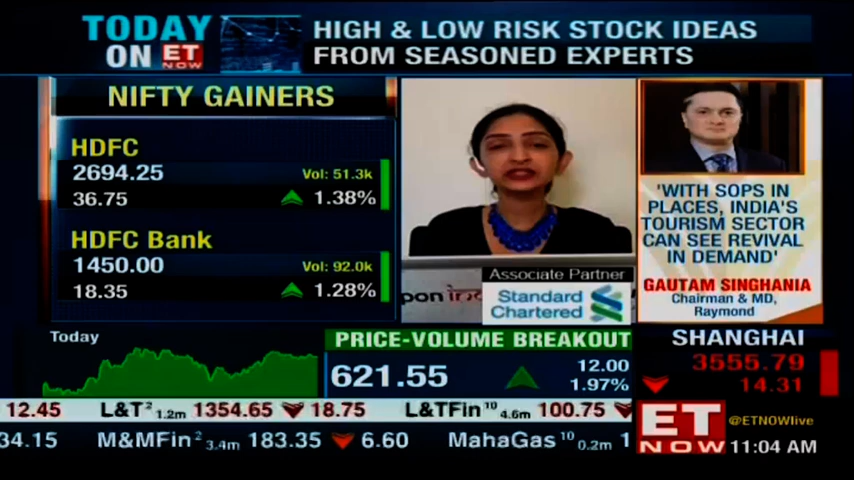 TODAY
ON ET
NOW
HIGH & LOW RISK STOCK IDEAS
FROM SEASONED EXPERTS
NIFTY GAINERS
HDFC
2694.25 Vol: 51.3k
36.75 1.38%
HDFC Bank
1450.00 Vol: 92.0k
18.35 1.28%
Associate Partner
Standard
Chartered
'WITH SOPS IN
PLACES, INDIA'S
TOURISM SECTOR
CAN SEE REVIVAL
IN DEMAND'
GAUTAM SINGHANIA
Chairman & MD,
Raymond
Today
PRICE-VOLUME BREAKOUT
621.55
12.00
1.97%
SHANGHAI
3555.79
14.31
12.45 L&T² 1.2m 1354.65 18.75 L&TFin¹⁰ 4.6m 100.75
34.15 M&MFin² 3.4m 183.35 6.60 MahaGas¹⁰ 0.2m 1
ET
NOW
@ETNOWlive
11:04 AM